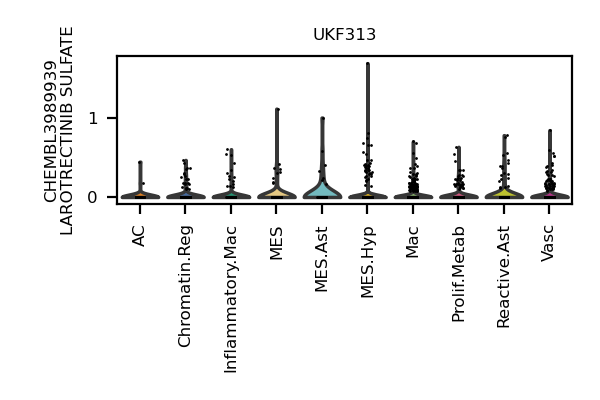 UKF313
CHEMBL3989939
LAROTRECTINIB SULFATE
1
0
AC
Chromatin.Reg
Inflammatory.Mac
MES
MES.Ast
MES.Hyp
Mac
Prolif.Metab
Reactive.Ast
Vasc